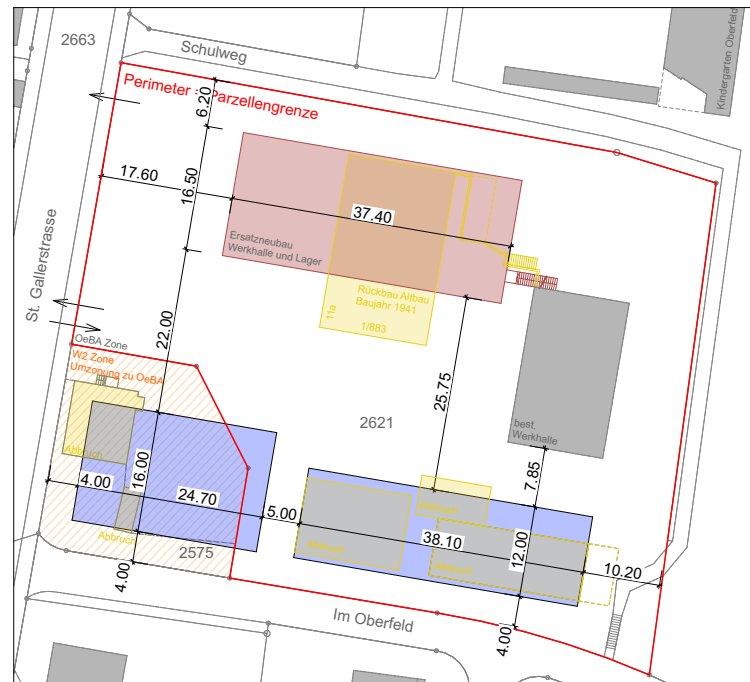 2663
Schulweg
Kindergarten Oberfeld
Perimeter = Parzellengrenze
6.20
17.60
16.50
37.40
Ersatzneubau
Werkhalle und Lager
Rückbau Altbau
Baujahr 1941
11a
1/883
St. Gallerstrasse
22.00
OeBA Zone
W2 Zone
Umzonung zu OeBA
25.75
2621
best.
Werkhalle
Abbruch
16.00
7.85
4.00
24.70
5.00
Abbruch
38.10
Abbruch
Abbruch
Abbruch
12.00
10.20
2575
4.00
4.00
Im Oberfeld